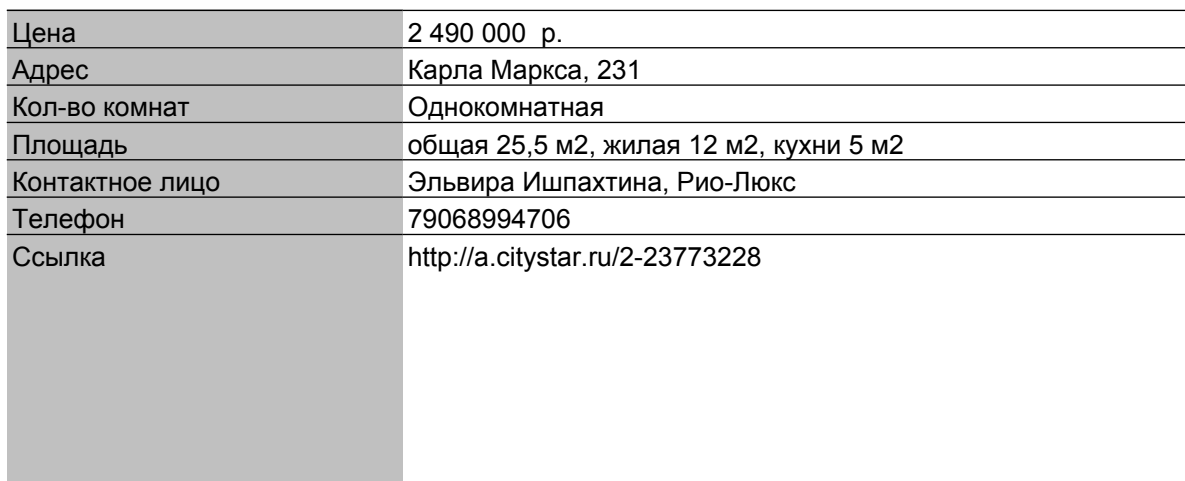 Цена 2 490 000 р.
Адрес Карла Маркса, 231
Кол-во комнат Однокомнатная
Площадь общая 25,5 м2, жилая 12 м2, кухни 5 м2
Контактное лицо Эльвира Ишпахтина, Рио-Люкс
Телефон 79068994706
Ссылка http://a.citystar.ru/2-23773228